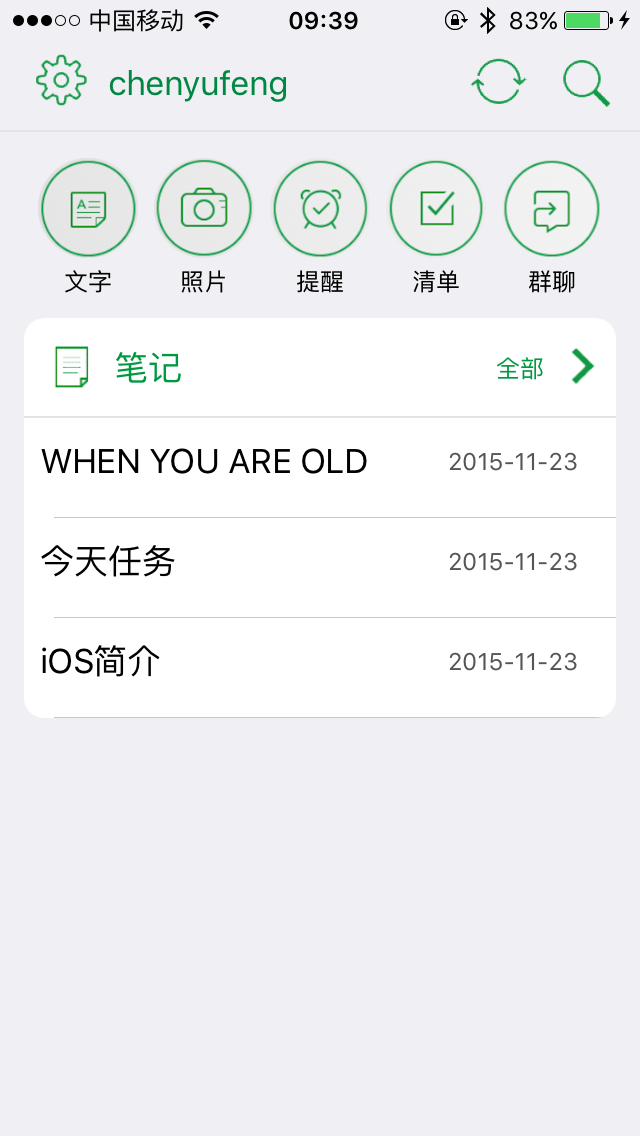 中国移动 09:39 83%
chenyufeng
文字 照片 提醒 清单 群聊
笔记 全部
WHEN YOU ARE OLD 2015-11-23
今天任务 2015-11-23
iOS简介 2015-11-23